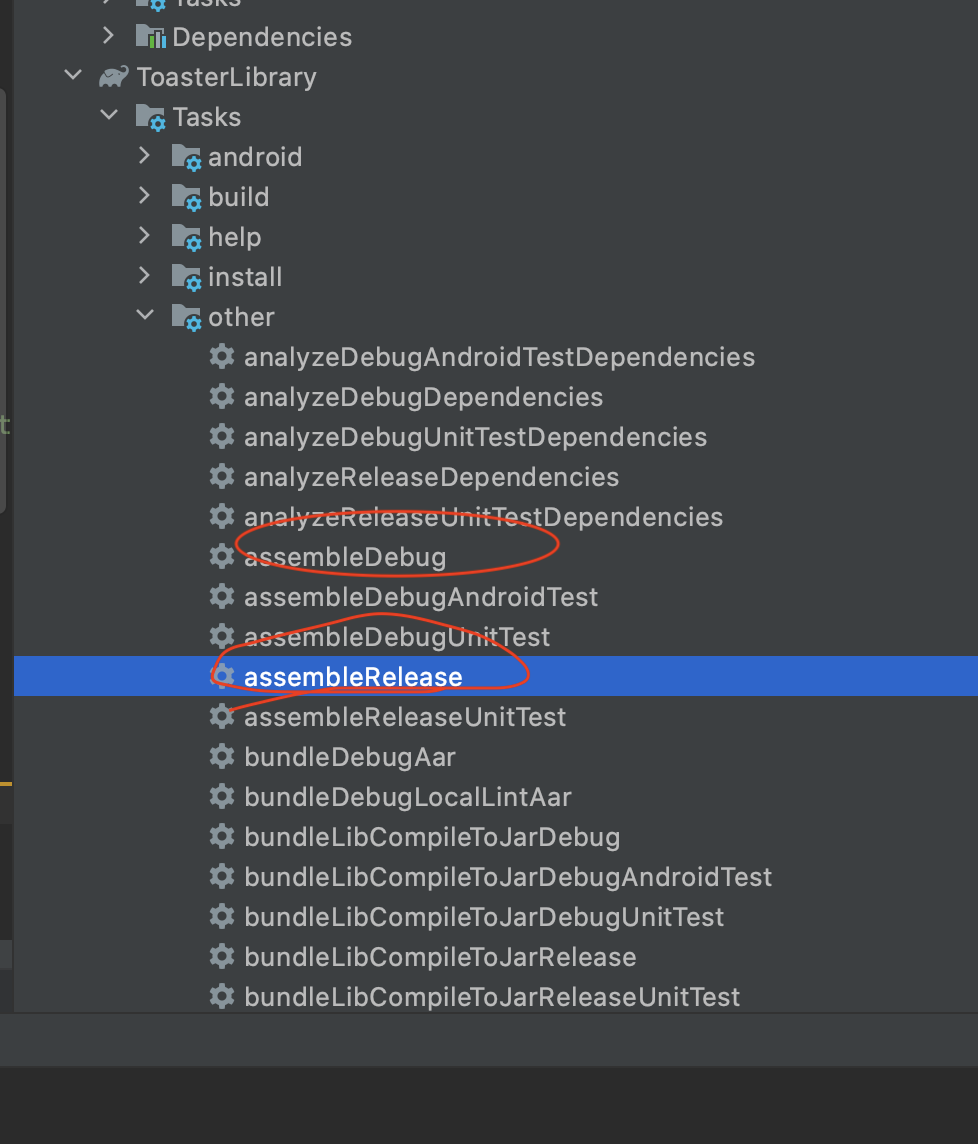 Tasks
Dependencies
ToasterLibrary
Tasks
android
build
help
install
other
analyzeDebugAndroidTestDependencies
analyzeDebugDependencies
analyzeDebugUnitTestDependencies
analyzeReleaseDependencies
analyzeReleaseUnitTestDependencies
assembleDebug
assembleDebugAndroidTest
assembleDebugUnitTest
assembleRelease
assembleReleaseUnitTest
bundleDebugAar
bundleDebugLocalLintAar
bundleLibCompileToJarDebug
bundleLibCompileToJarDebugAndroidTest
bundleLibCompileToJarDebugUnitTest
bundleLibCompileToJarRelease
bundleLibCompileToJarReleaseUnitTest